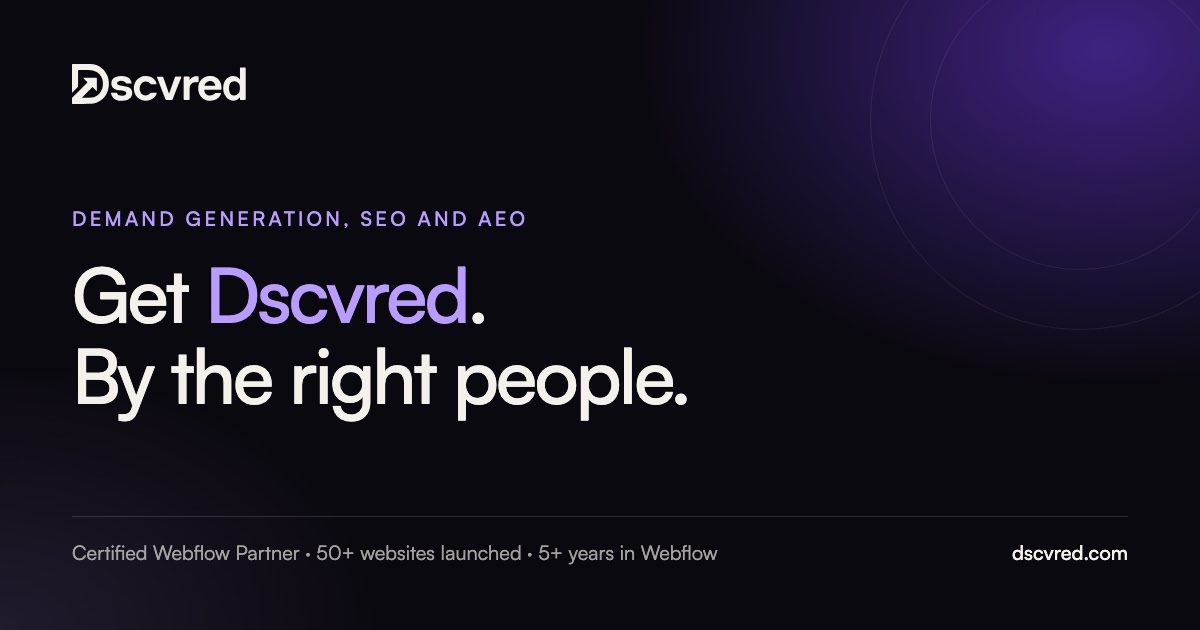 Dscvred
DEMAND GENERATION, SEO AND AEO
Get Dscvred.
By the right people.
Certified Webflow Partner · 50+ websites launched · 5+ years in Webflow
dscvred.com